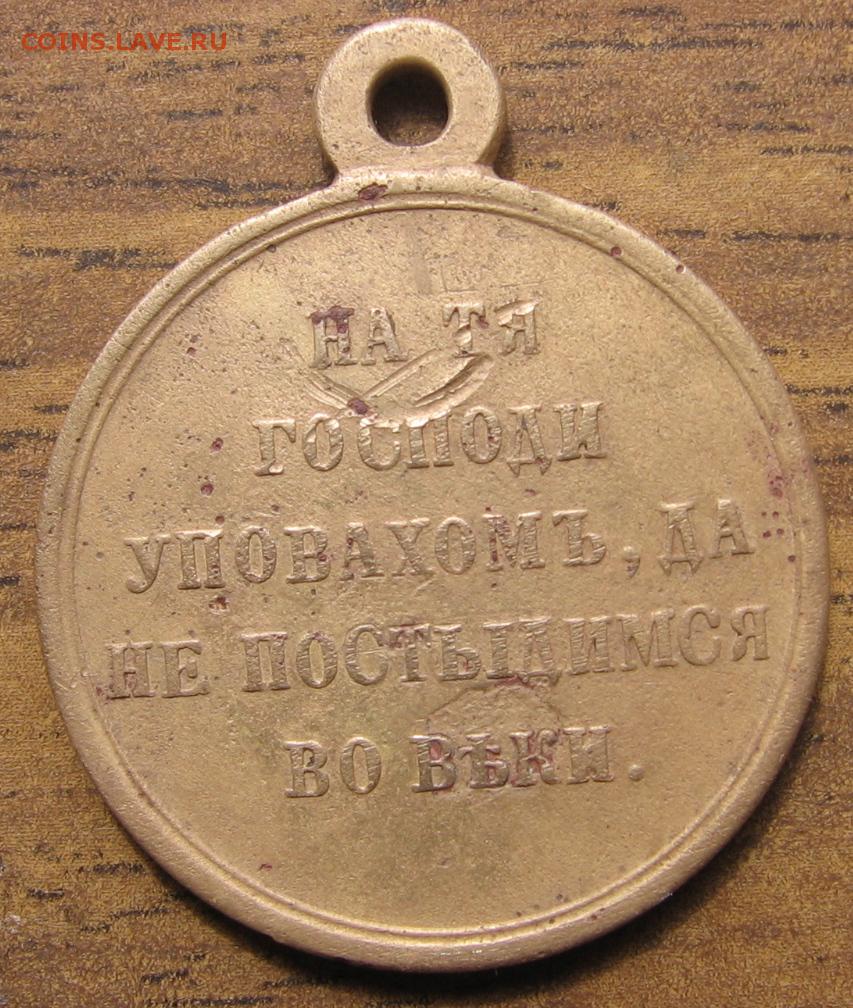 COINS.LAVE.RU
НА ТЯ
ГОСПОДИ
УПОВАХОМЪ, ДА
НЕ ПОСТЫДИМСЯ
ВО ВѢКИ.